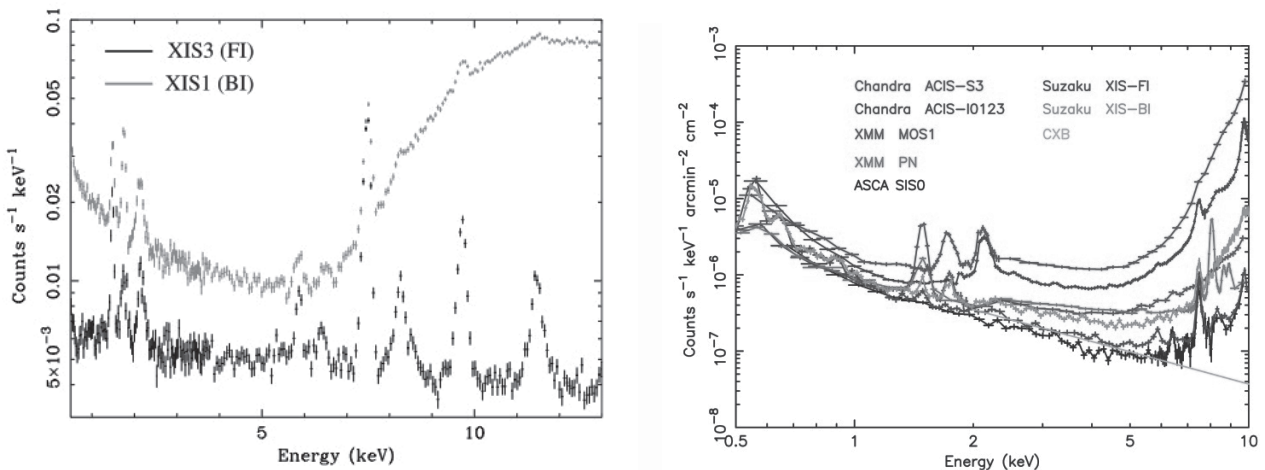 0.1
0.05
0.02
0.01
5×10⁻³
Counts s⁻¹ keV⁻¹
XIS3 (FI)
XIS1 (BI)
5
10
Energy (keV)
10⁻³
10⁻⁴
10⁻⁵
10⁻⁶
10⁻⁷
10⁻⁸
Counts s⁻¹ keV⁻¹ arcmin⁻² cm⁻²
Chandra ACIS-S3
Chandra ACIS-I0123
XMM MOS1
XMM PN
ASCA SIS0
Suzaku XIS-FI
Suzaku XIS-BI
CXB
0.5
1
2
5
10
Energy (keV)